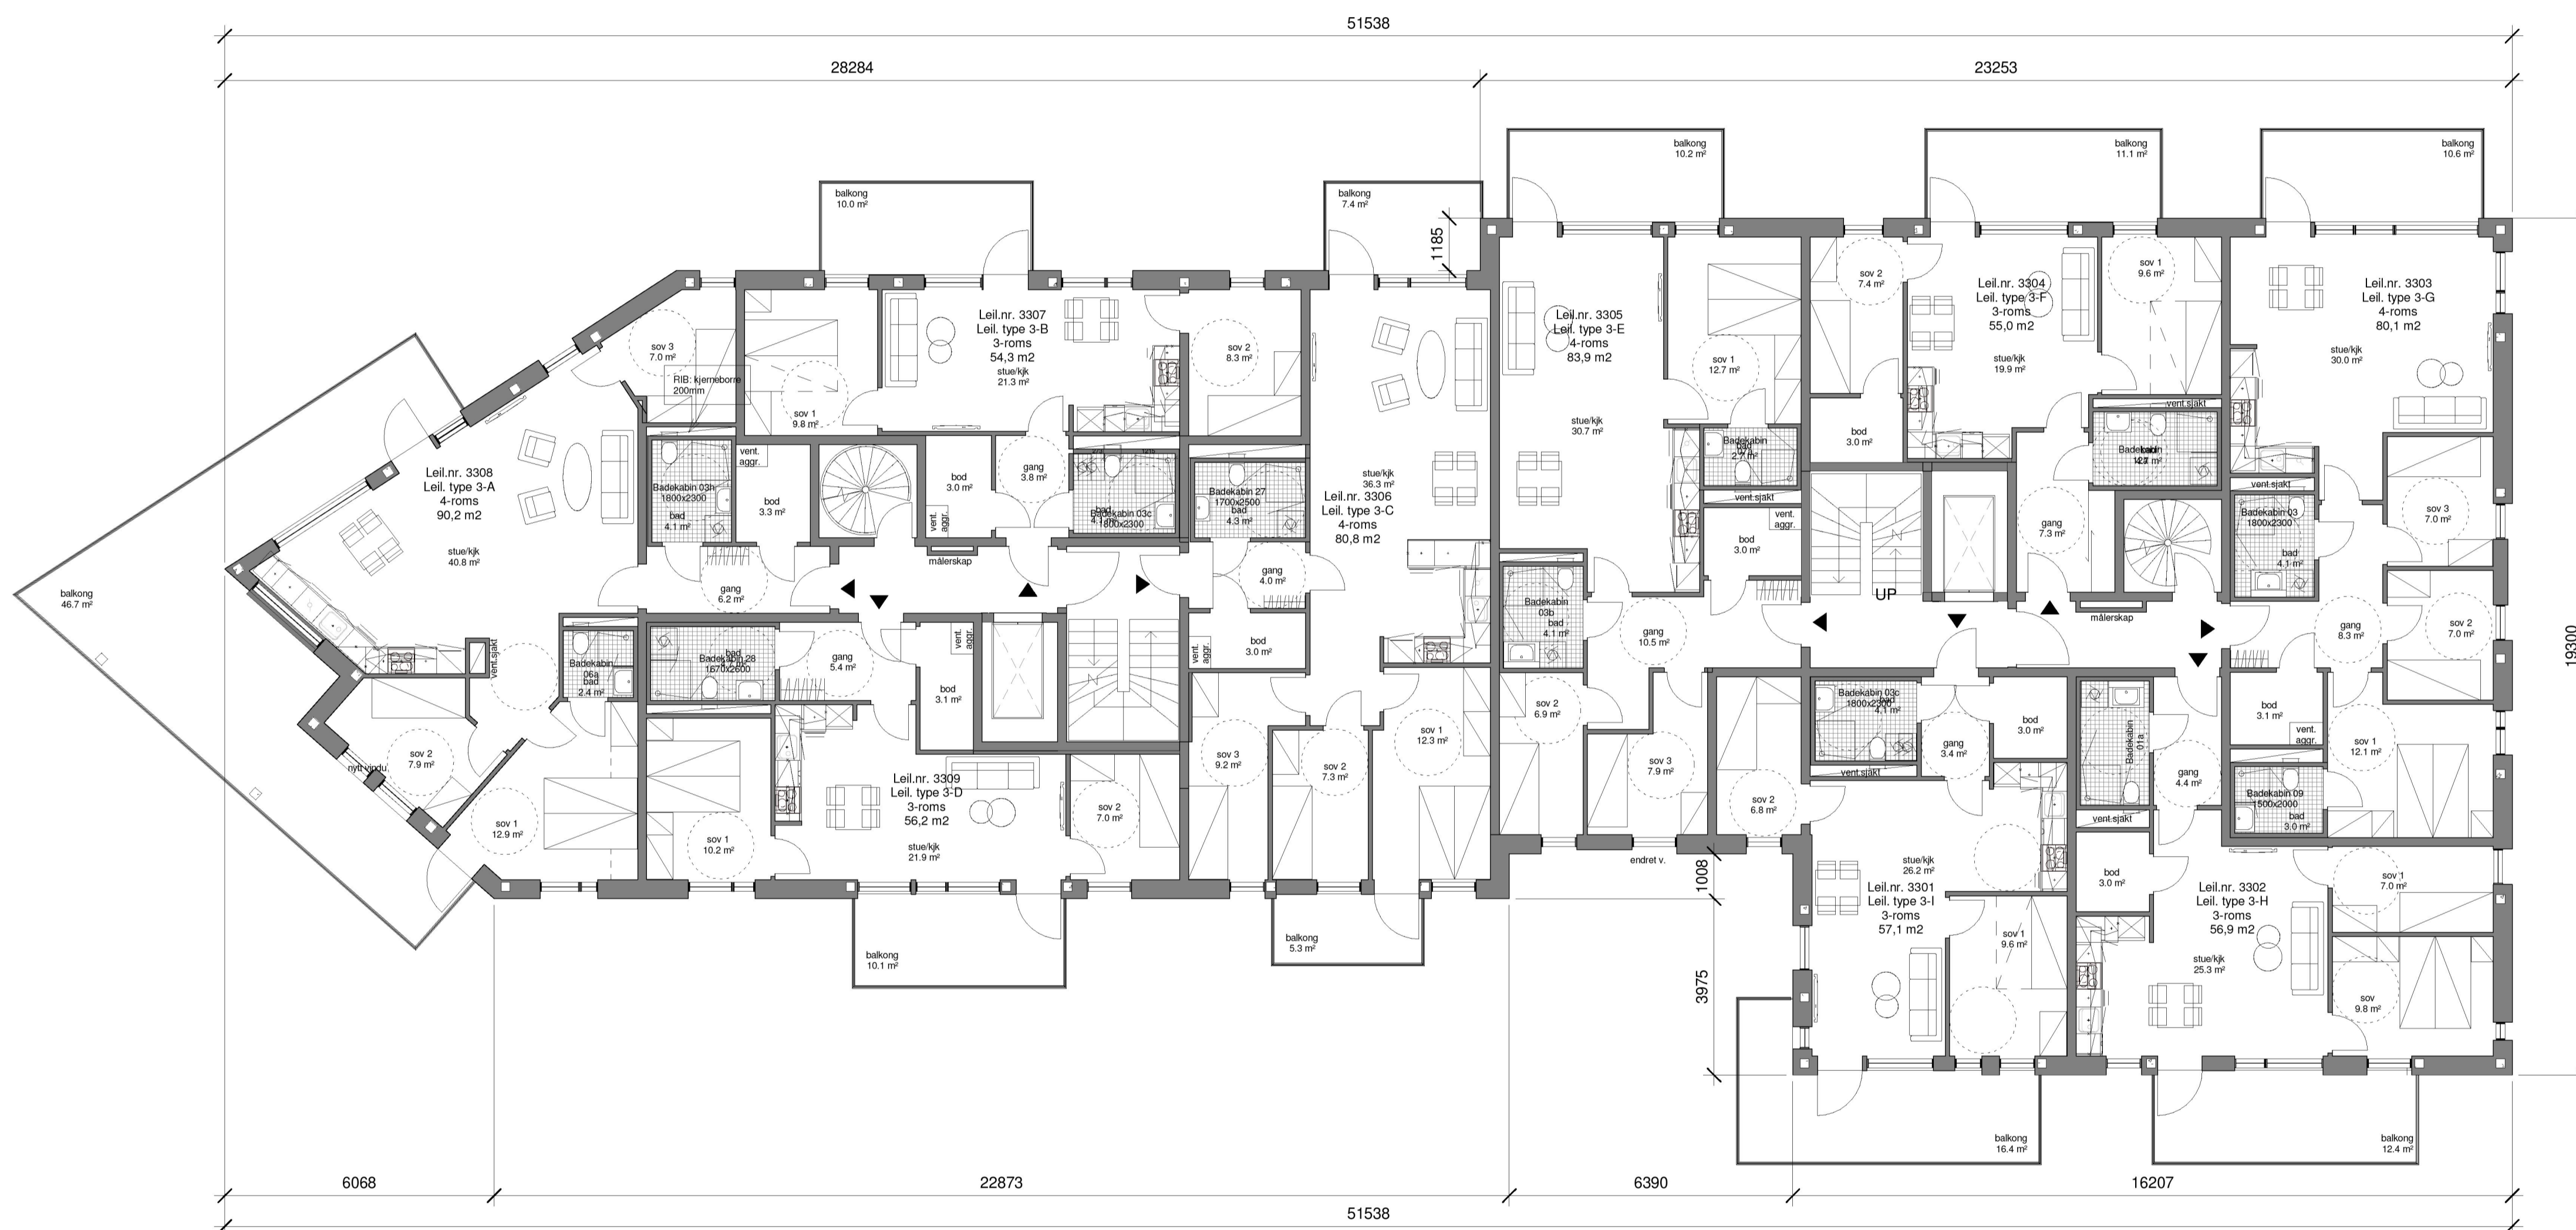 51538
28284
23253
balkong
10.2 m²
balkong
11.1 m²
balkong
10.6 m²
balkong
10.0 m²
balkong
7.4 m²
1185
sov 3
7.0 m²
RIB: kjerneborre
200mm
sov 1
9.8 m²
Leil.nr. 3307
Leil. type 3-B
3-roms
54,3 m2
stue/kjk
21.3 m²
sov 2
8.3 m²
Leil.nr. 3305
Leil. type 3-E
4-roms
83,9 m2
stue/kjk
30.7 m²
sov 1
12.7 m²
sov 2
7.4 m²
Leil.nr. 3304
Leil. type 3-F
3-roms
55,0 m2
stue/kjk
19.9 m²
sov 1
9.6 m²
Leil.nr. 3303
Leil. type 3-G
4-roms
80,1 m2
stue/kjk
30.0 m²
Leil.nr. 3308
Leil. type 3-A
4-roms
90,2 m2
stue/kjk
40.8 m²
balkong
46.7 m²
Badekabin 03h
1800x2300
bad
4.1 m²
vent.
aggr.
bod
3.3 m²
bod
3.0 m²
vent.
aggr.
gang
3.8 m²
Badekabin 03c
1800x2300
Badekabin 27
1700x2500
bad
4.3 m²
stue/kjk
36.3 m²
Leil.nr. 3306
Leil. type 3-C
4-roms
80,8 m2
Badekabin
bad
2.7 m²
vent.sjakt
vent.
aggr.
bod
3.0 m²
bod
3.0 m²
vent.sjakt
Badekabin
gang
7.3 m²
vent.sjakt
Badekabin 03
1800x2300
bad
4.1 m²
sov 3
7.0 m²
gang
6.2 m²
målerskap
gang
4.0 m²
Badekabin
03b
bad
4.1 m²
gang
10.5 m²
UP
målerskap
gang
8.3 m²
sov 2
7.0 m²
vent.sjakt
Badekabin
06a
bad
2.4 m²
Badekabin 28
1670x2600
bad
gang
5.4 m²
vent.
aggr.
bod
3.1 m²
vent.
aggr.
bod
3.0 m²
sov 2
7.9 m²
nytt vindu
sov 1
12.9 m²
sov 1
10.2 m²
Leil.nr. 3309
Leil. type 3-D
3-roms
56,2 m2
stue/kjk
21.9 m²
sov 2
7.0 m²
sov 3
9.2 m²
sov 2
7.3 m²
sov 1
12.3 m²
sov 2
6.9 m²
sov 3
7.9 m²
sov 2
6.8 m²
Badekabin 03c
1800x2300
bad
4.1 m²
vent.sjakt
gang
3.4 m²
bod
3.0 m²
Badekabin
01a
gang
4.4 m²
vent.sjakt
bod
3.1 m²
vent.
aggr.
sov 1
12.1 m²
Badekabin 09
1500x2000
bad
3.0 m²
endret v.
1008
stue/kjk
26.2 m²
Leil.nr. 3301
Leil. type 3-I
3-roms
57,1 m2
bod
3.0 m²
Leil.nr. 3302
Leil. type 3-H
3-roms
56,9 m2
stue/kjk
25.3 m²
sov 1
7.0 m²
sov 1
9.6 m²
sov
9.8 m²
balkong
10.1 m²
balkong
5.3 m²
3975
19300
balkong
16.4 m²
balkong
12.4 m²
6068
22873
6390
16207
51538